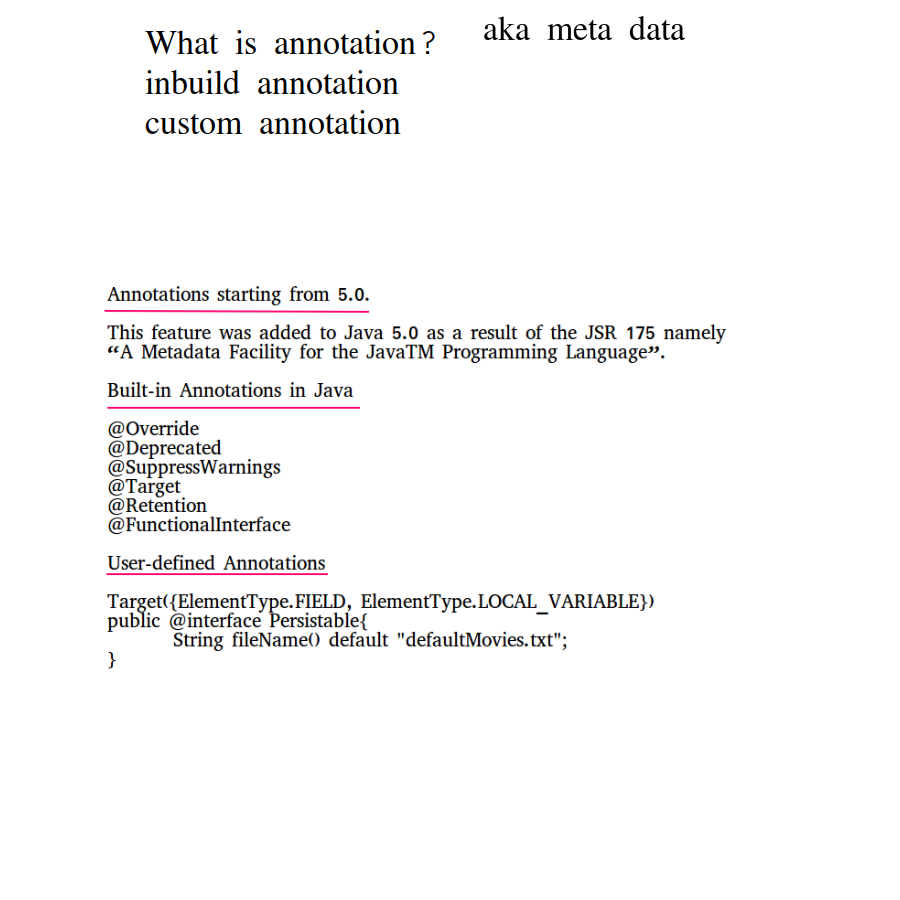 What is annotation?
aka meta data
inbuild annotation
custom annotation
Annotations starting from 5.0.
This feature was added to Java 5.0 as a result of the JSR 175 namely
“A Metadata Facility for the JavaTM Programming Language”.
Built-in Annotations in Java
@Override
@Deprecated
@SuppressWarnings
@Target
@Retention
@FunctionalInterface
User-defined Annotations
Target({ElementType.FIELD, ElementType.LOCAL_VARIABLE})
public @interface Persistable{
String fileName() default "defaultMovies.txt";
}